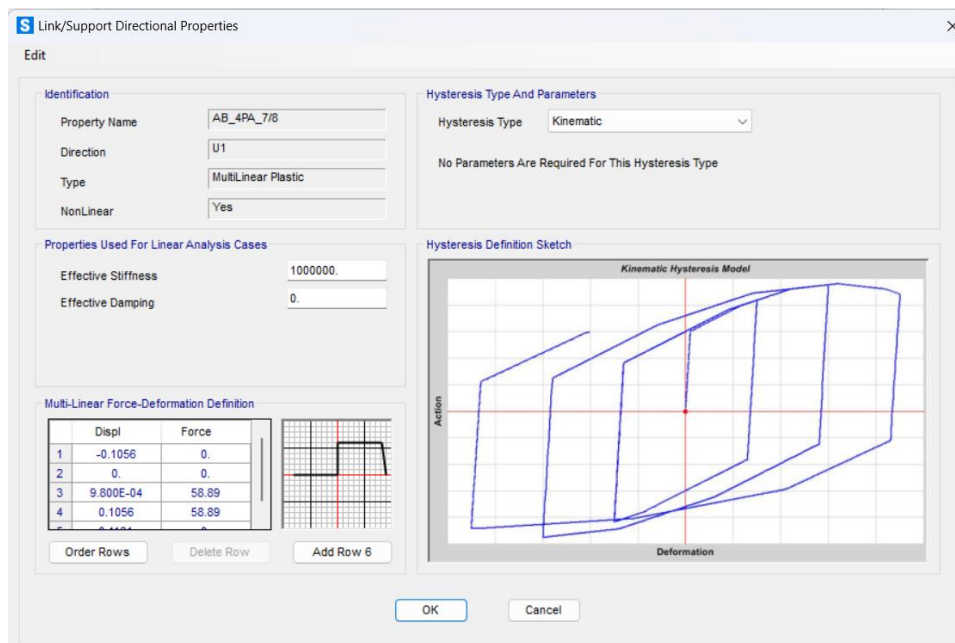 S Link/Support Directional Properties
Edit
Identification
Property Name AB_4PA_7/8
Direction U1
Type MultiLinear Plastic
NonLinear Yes
Hysteresis Type And Parameters
Hysteresis Type Kinematic
No Parameters Are Required For This Hysteresis Type
Properties Used For Linear Analysis Cases
Effective Stiffness 1000000.
Effective Damping 0.
Hysteresis Definition Sketch
Kinematic Hysteresis Model
Action
Deformation
Multi-Linear Force-Deformation Definition
Displ Force
1 -0.1056 0.
2 0. 0.
3 9.800E-04 58.89
4 0.1056 58.89
Order Rows Delete Row Add Row 6
OK Cancel